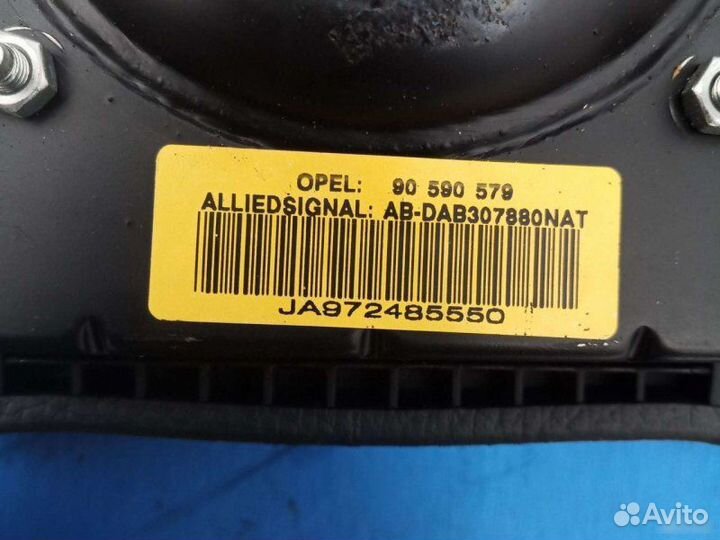 OPEL: 90 590 579
ALLIEDSIGNAL: AB-DAB307880NAT
JA972485550
Avito